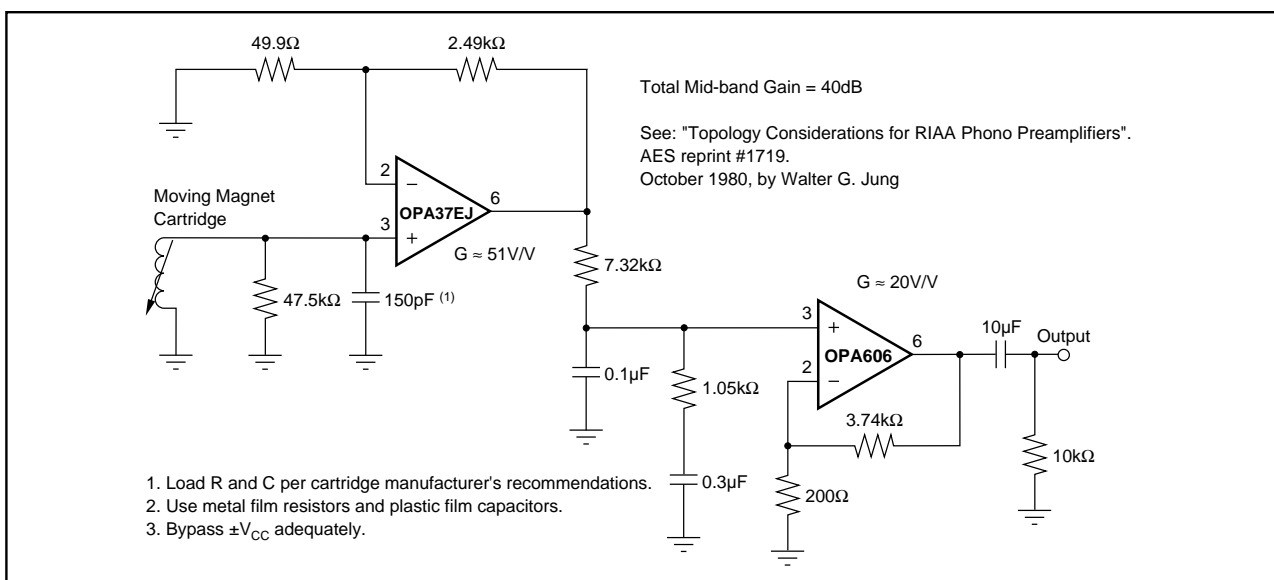 49.9Ω
2.49kΩ
Total Mid-band Gain = 40dB
See: "Topology Considerations for RIAA Phono Preamplifiers".
AES reprint #1719.
October 1980, by Walter G. Jung
2
−
6
OPA37EJ
Moving Magnet
Cartridge
3
+
G ≈ 51V/V
7.32kΩ
47.5kΩ
150pF (1)
G ≈ 20V/V
3
+
6
10µF
Output
OPA606
2
−
0.1µF
1.05kΩ
3.74kΩ
10kΩ
0.3µF
200Ω
1. Load R and C per cartridge manufacturer's recommendations.
2. Use metal film resistors and plastic film capacitors.
3. Bypass ±VCC adequately.